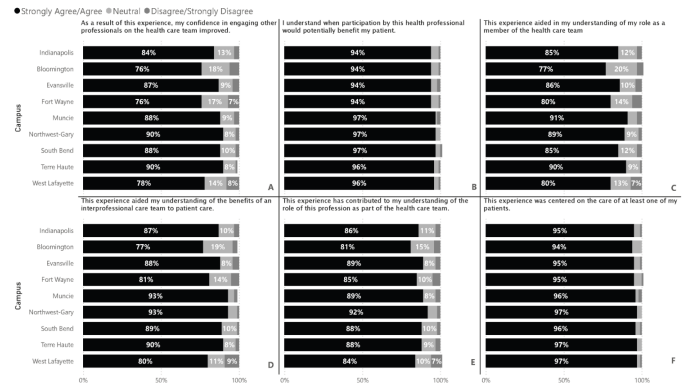 Strongly Agree/Agree Neutral Disagree/Strongly Disagree
As a result of this experience, my confidence in engaging other
professionals on the health care team improved.
I understand when participation by this health professional
would potentially benefit my patient.
This experience aided in my understanding of my role as a
member of the health care team
Campus
Indianapolis 84% 13% 94% 85% 12%
Bloomington 76% 18% 94% 77% 20%
Evansville 87% 9% 94% 86% 10%
Fort Wayne 76% 17% 7% 94% 80% 14%
Muncie 88% 9% 97% 91%
Northwest-Gary 90% 8% 97% 89% 9%
South Bend 88% 10% 97% 85% 12%
Terre Haute 90% 8% 96% 90% 9%
West Lafayette 78% 14% 8% A 96% B 80% 13% 7% C
This experience aided my understanding of the benefits of an
interprofessional care team to patient care.
This experience has contributed to my understanding of the
role of this profession as part of the health care team.
This experience was centered on the care of at least one of my
patients.
Campus
Indianapolis 87% 10% 86% 11% 95%
Bloomington 77% 19% 81% 15% 94%
Evansville 88% 8% 89% 8% 95%
Fort Wayne 81% 14% 85% 10% 95%
Muncie 93% 89% 8% 96%
Northwest-Gary 93% 92% 97%
South Bend 89% 10% 88% 10% 96%
Terre Haute 90% 8% 88% 9% 97%
West Lafayette 80% 11% 9% D 84% 10% 7% E 97% F
0% 50% 100% 0% 50% 100% 0% 50% 100%